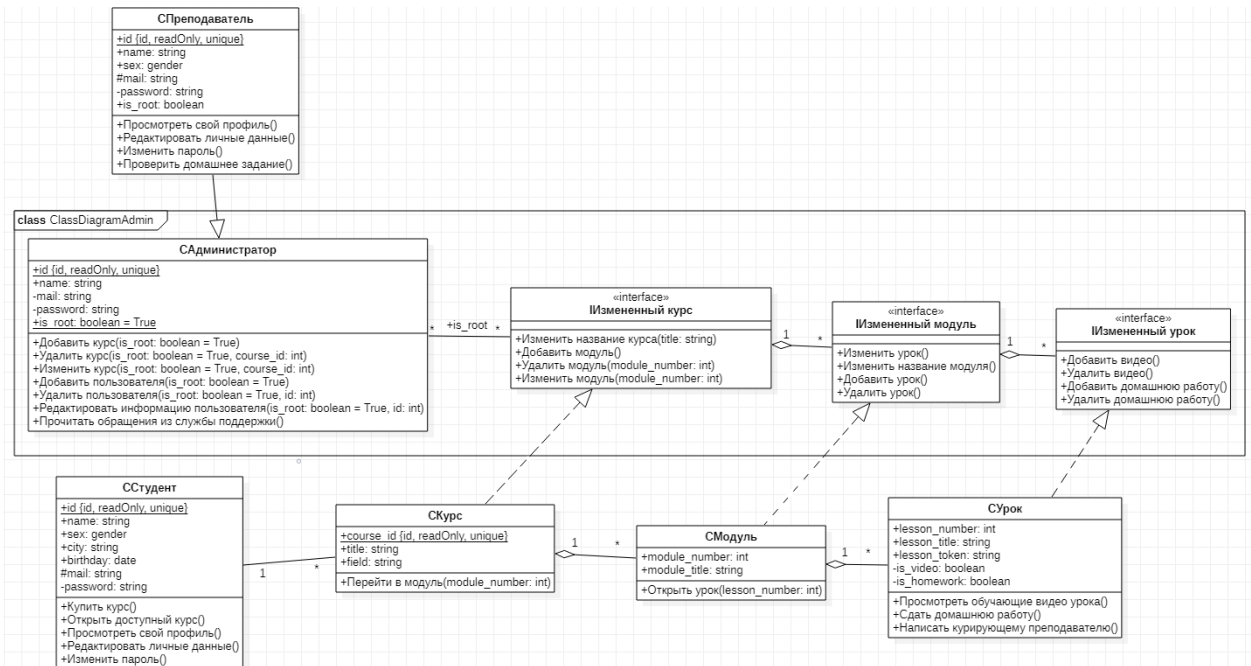 CПреподаватель
+id {id, readOnly, unique}
+name: string
+sex: gender
#mail: string
-password: string
+is_root: boolean
+Просмотреть свой профиль()
+Редактировать личные данные()
+Изменить пароль()
+Проверить домашнее задание()
class ClassDiagramAdmin
CАдминистратор
+id {id, readOnly, unique}
+name: string
-mail: string
-password: string
+is_root: boolean = True
+Добавить курс(is_root: boolean = True)
+Удалить курс(is_root: boolean = True, course_id: int)
+Изменить курс(is_root: boolean = True, course_id: int)
+Добавить пользователя(is_root: boolean = True)
+Удалить пользователя(is_root: boolean = True, id: int)
+Редактировать информацию пользователя(is_root: boolean = True, id: int)
+Прочитать обращения из службы поддержки()
* +is_root *
«interface»
IИзмененный курс
+Изменить название курса(title: string)
+Добавить модуль()
+Удалить модуль(module_number: int)
+Изменить модуль(module_number: int)
1 *
«interface»
IИзмененный модуль
+Изменить урок()
+Изменить название модуля()
+Добавить урок()
+Удалить урок()
1 *
«interface»
IИзмененный урок
+Добавить видео()
+Удалить видео()
+Добавить домашнюю работу()
+Удалить домашнюю работу()
CСтудент
+id {id, readOnly, unique}
+name: string
+sex: gender
+city: string
+birthday: date
#mail: string
-password: string
+Купить курс()
+Открыть доступный курс()
+Просмотреть свой профиль()
+Редактировать личные данные()
+Изменить пароль()
1 *
CКурс
+course_id {id, readOnly, unique}
+title: string
+field: string
+Перейти в модуль(module_number: int)
1 *
CМодуль
+module_number: int
+module_title: string
+Открыть урок(lesson_number: int)
1 *
CУрок
+lesson_number: int
+lesson_title: string
+lesson_token: string
-is_video: boolean
-is_homework: boolean
+Просмотреть обучающие видео урока()
+Сдать домашнюю работу()
+Написать курирующему преподавателю()